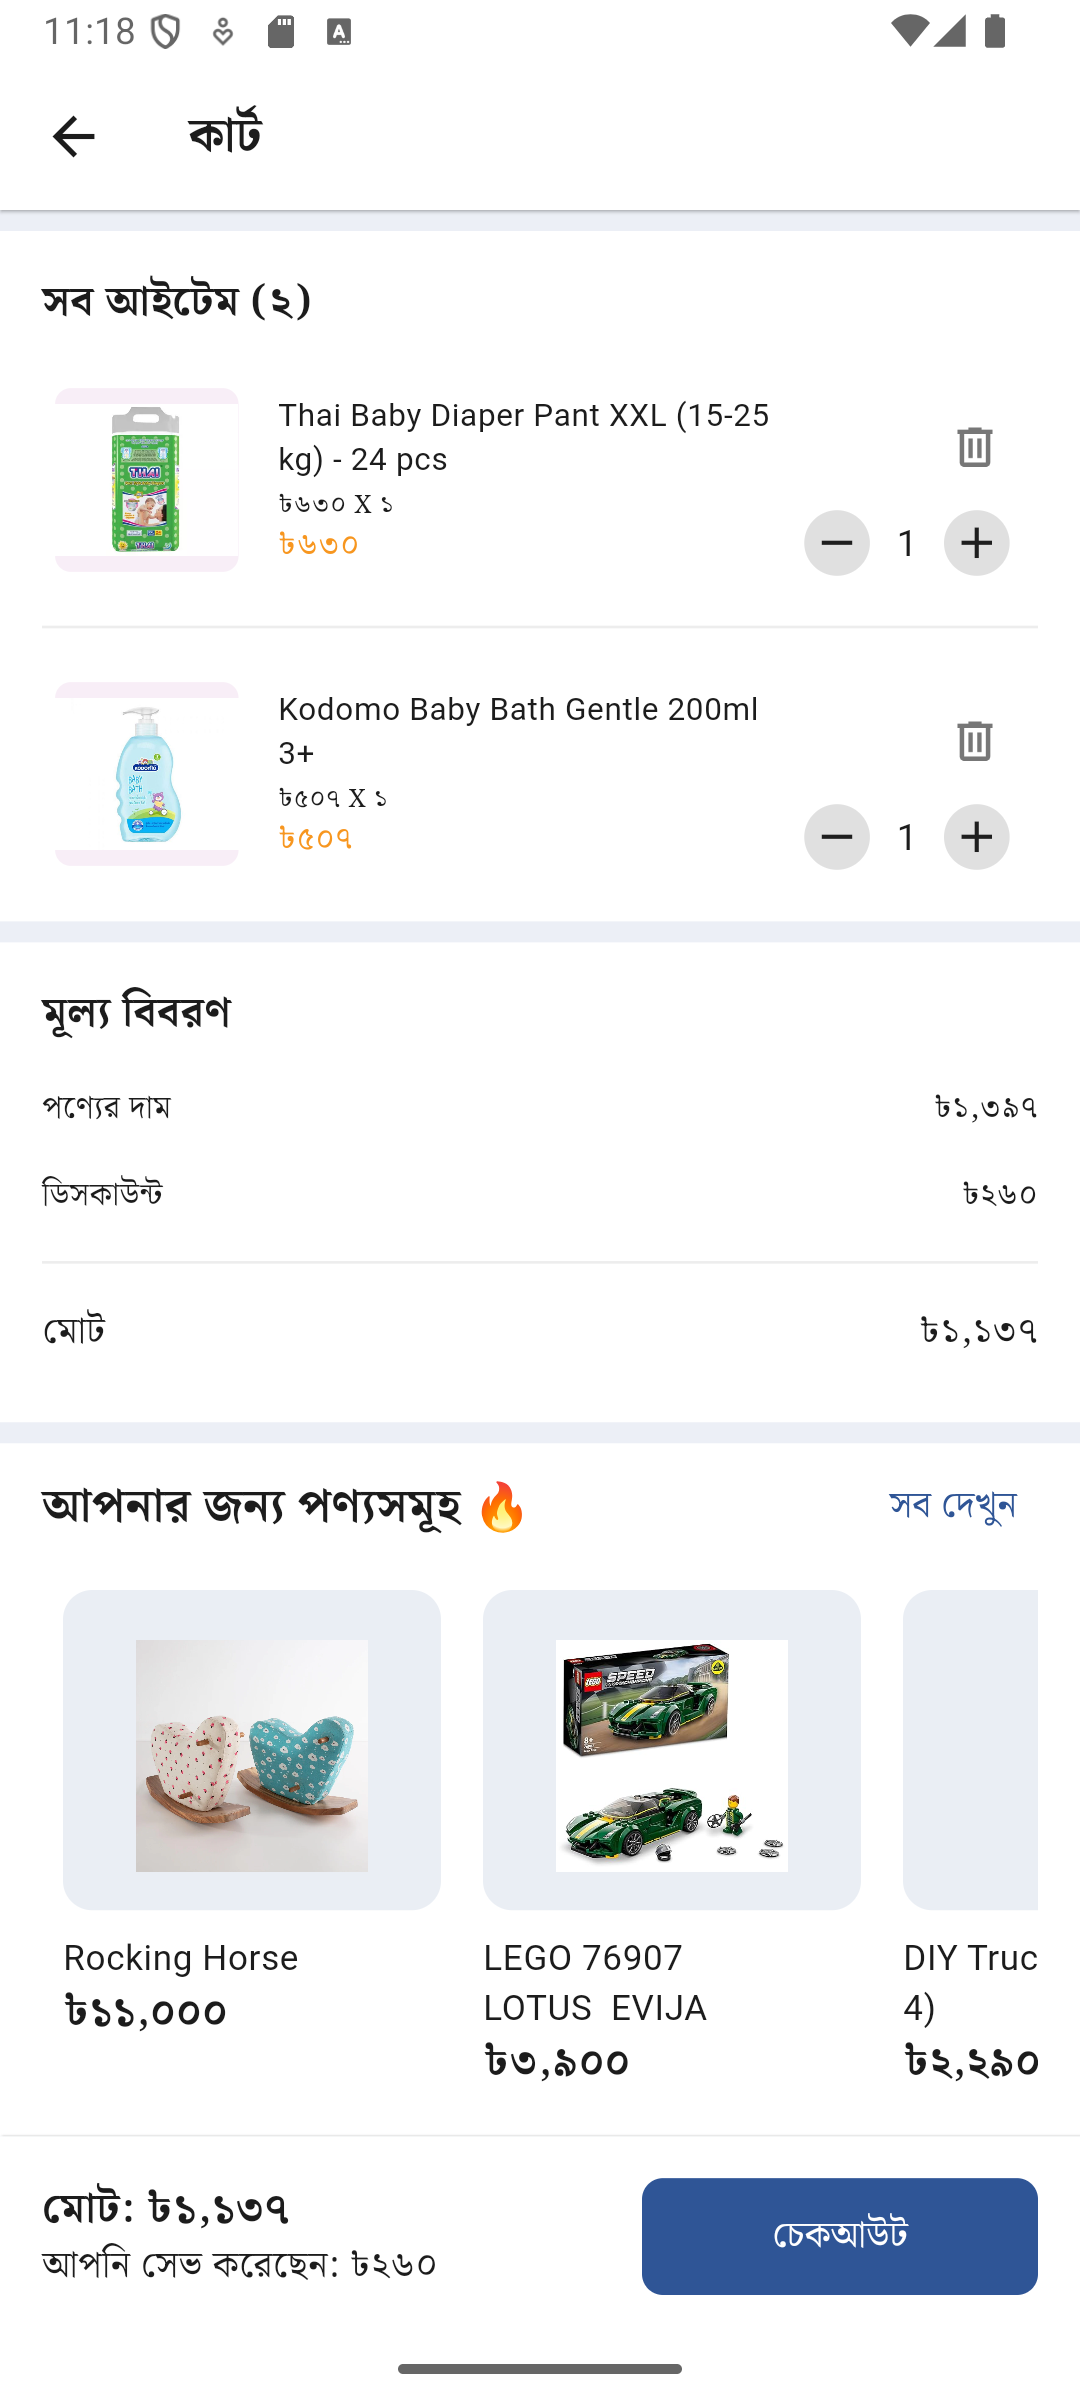 11:18
কার্ট
সব আইটেম (২)
Thai Baby Diaper Pant XXL (15-25
kg) - 24 pcs
৳৬৩০ X ১
৳৬৩০
1
Kodomo Baby Bath Gentle 200ml
3+
৳৫০৭ X ১
৳৫০৭
1
মূল্য বিবরণ
পণ্যের দাম ৳১,৩৯৭
ডিসকাউন্ট ৳২৬০
মোট ৳১,১৩৭
আপনার জন্য পণ্যসমূহ 🔥 সব দেখুন
SPEED
Rocking Horse
৳১১,০০০
LEGO 76907
LOTUS  EVIJA
৳৩,৯০০
DIY Truc
4)
৳২,২৯০
মোট: ৳১,১৩৭
আপনি সেভ করেছেন: ৳২৬০
চেকআউট